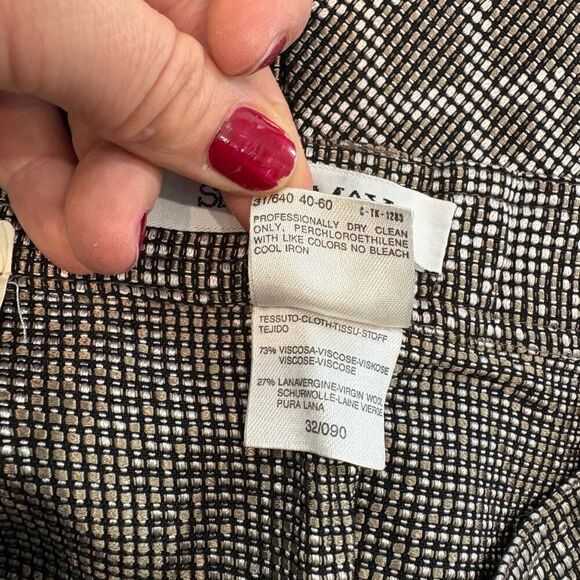 31/640 40-60
C-TK-1283
PROFESSIONALLY DRY CLEAN
ONLY, PERCHLOROETHILENE
WITH LIKE COLORS NO BLEACH
COOL IRON
TESSUTO-CLOTH-TISSU-STOFF
TEJIDO
73% VISCOSA-VISCOSE-VISKOSE
VISCOSE-VISCOSE
27% LANAVERGINE-VIRGIN WOOL
SCHURWOLLE-LAINE VIERGE
PURA LANA
32/090